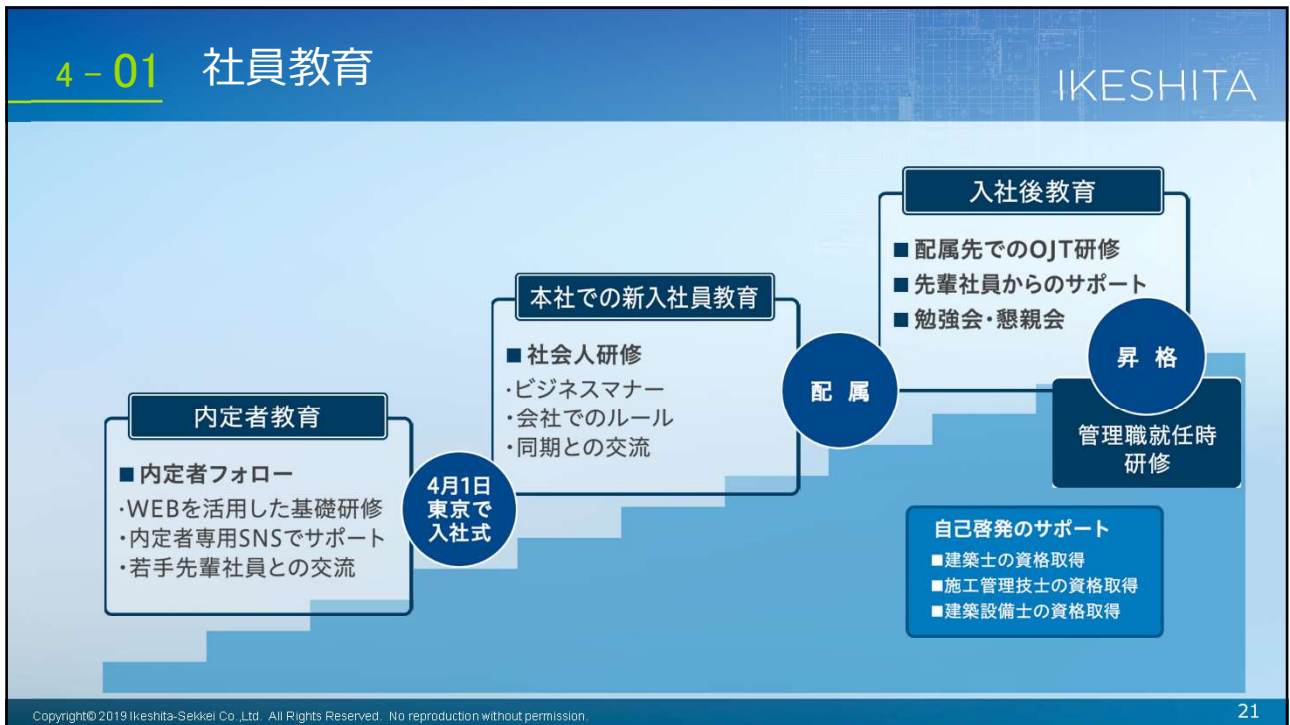 4 - 01 社員教育
IKESHITA
内定者教育
■内定者フォロー
・WEBを活用した基礎研修
・内定者専用SNSでサポート
・若手先輩社員との交流
4月1日
東京で
入社式
本社での新入社員教育
■社会人研修
・ビジネスマナー
・会社でのルール
・同期との交流
配 属
入社後教育
■配属先でのOJT研修
■先輩社員からのサポート
■勉強会・懇親会
昇 格
管理職就任時
研修
自己啓発のサポート
■建築士の資格取得
■施工管理技士の資格取得
■建築設備士の資格取得
Copyright© 2019 Ikeshita-Sekkei Co.,Ltd. All Rights Reserved. No reproduction without permission.
21